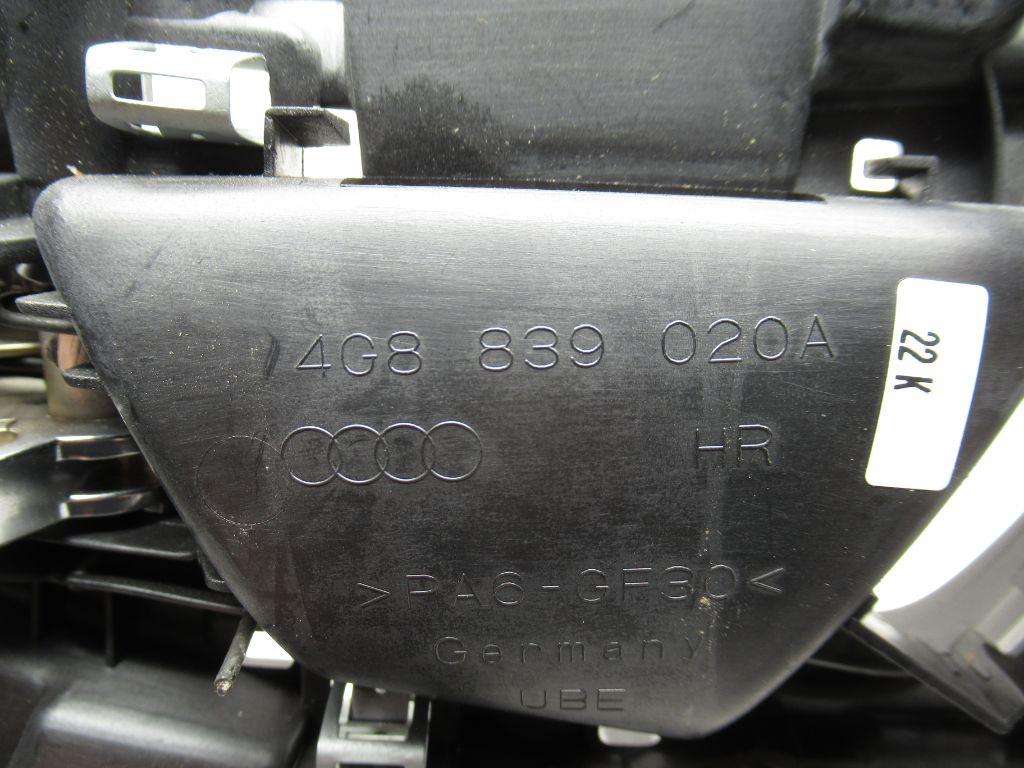 4G8 839 020A
22 K
HR
>PA6-GF30<
Germany
UBE